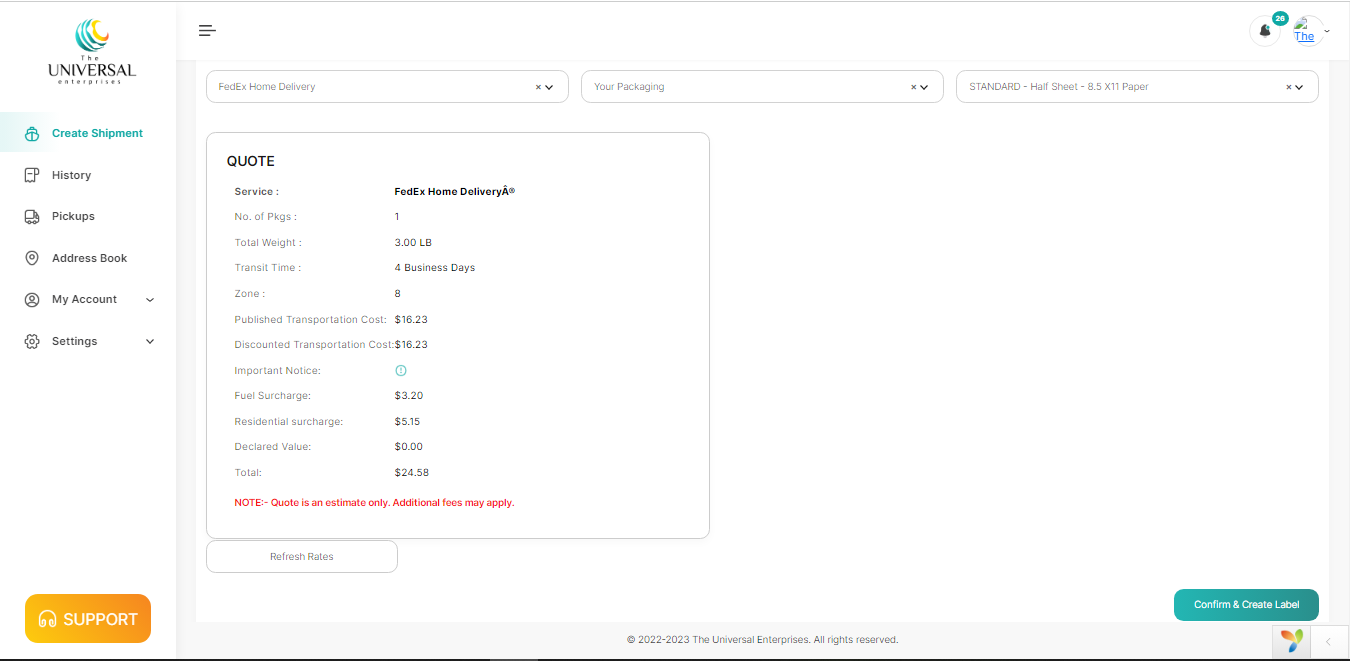 The
UNIVERSAL
enterprises
26
The
Create Shipment
History
Pickups
Address Book
My Account
Settings
SUPPORT
FedEx Home Delivery
×
Your Packaging
×
STANDARD - Half Sheet - 8.5 X11 Paper
×
QUOTE
Service : FedEx Home DeliveryÂ®
No. of Pkgs : 1
Total Weight : 3.00 LB
Transit Time : 4 Business Days
Zone : 8
Published Transportation Cost: $16.23
Discounted Transportation Cost:$16.23
Important Notice:
Fuel Surcharge: $3.20
Residential surcharge: $5.15
Declared Value: $0.00
Total: $24.58
NOTE:- Quote is an estimate only. Additional fees may apply.
Refresh Rates
Confirm & Create Label
© 2022-2023 The Universal Enterprises. All rights reserved.